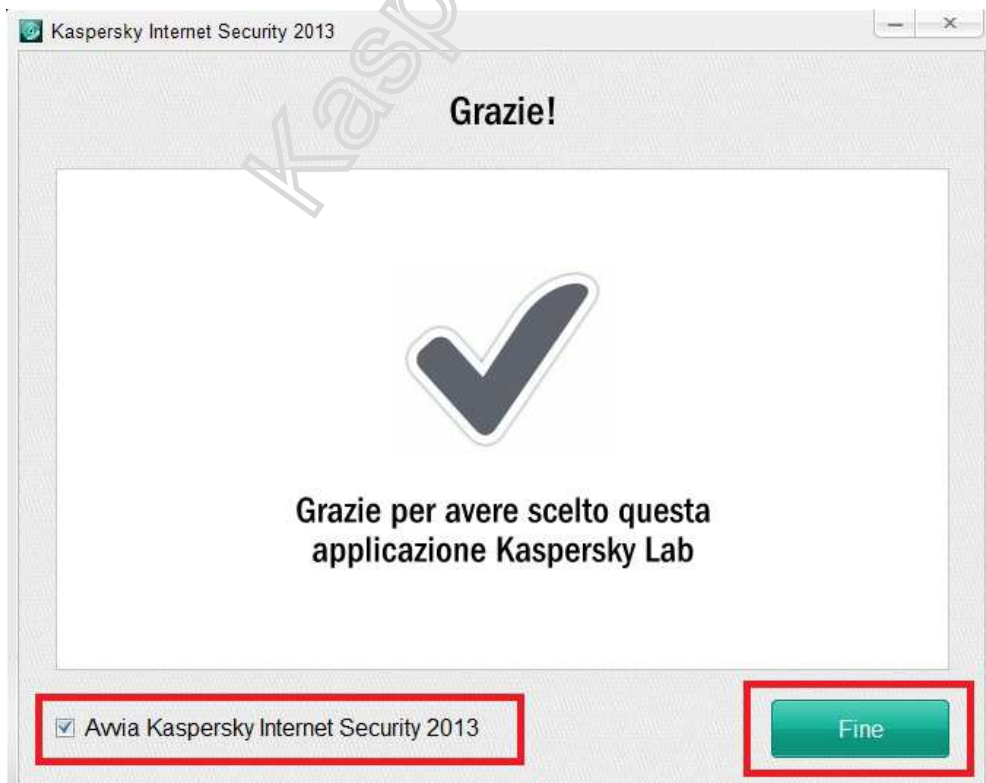 Kaspersky Internet Security 2013
Grazie!
Grazie per avere scelto questa
applicazione Kaspersky Lab
Avvia Kaspersky Internet Security 2013
Fine